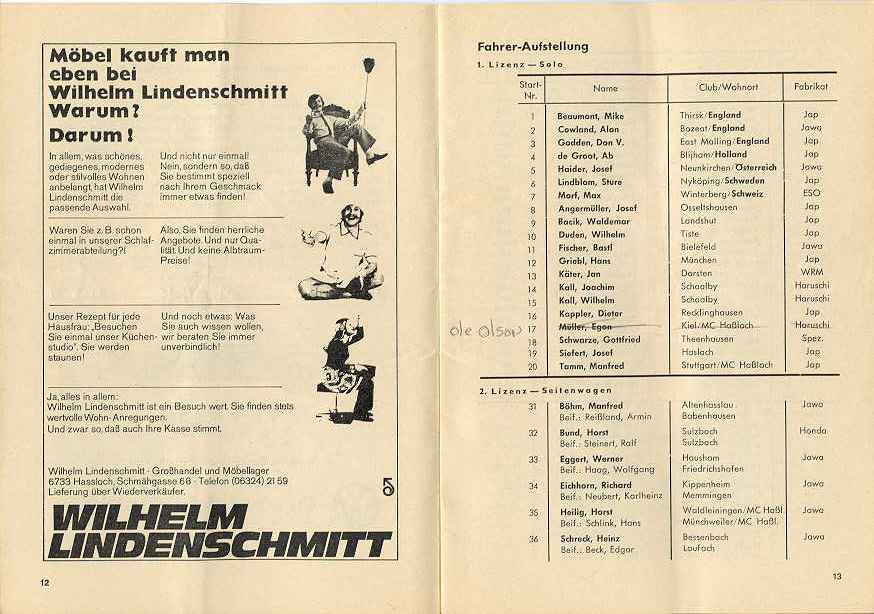 Möbel kauft man
eben bei
Wilhelm Lindenschmitt
Warum?
Darum!
In allem, was schönes,
gediegenes, modernes
oder stilvolles Wohnen
anbelangt, hat Wilhelm
Lindenschmitt die
passende Auswahl.
Und nicht nur einmal!
Nein, sondern so, daß
Sie bestimmt speziell
nach Ihrem Geschmack
immer etwas finden!
Waren Sie z. B. schon
einmal in unserer Schlaf-
zimmerabteilung?!
Also, Sie finden herrliche
Angebote. Und nur Qua-
lität. Und keine Albtraum-
Preise!
Unser Rezept für jede
Hausfrau: „Besuchen
Sie einmal unser Küchen-
studio". Sie werden
staunen!
Und noch etwas: Was
Sie auch wissen wollen,
wir beraten Sie immer
unverbindlich!
Ja, alles in allem:
Wilhelm Lindenschmitt ist ein Besuch wert. Sie finden stets
wertvolle Wohn-Anregungen.
Und zwar so, daß auch Ihre Kasse stimmt.
Wilhelm Lindenschmitt · Großhandel und Möbellager
6733 Hassloch, Schmähgasse 68 · Telefon (06324) 21 59
Lieferung über Wiederverkäufer.
WILHELM
LINDENSCHMITT
12
Fahrer-Aufstellung
1. Lizenz — Solo
Start-Nr. Name Club/Wohnort Fabrikat
1 Beaumont, Mike Thirsk/England Jap
2 Cowland, Alan Bozeat/England Jawa
3 Godden, Don V. East Malling/England Jap
4 de Groot, Ab Blijham/Holland Jap
5 Haider, Josef Neunkirchen/Österreich Jawa
6 Lindblom, Sture Nyköping/Schweden Jap
7 Morf, Max Winterberg/Schweiz ESO
8 Angermüller, Josef Osseltshausen Jap
9 Bacik, Waldemar Landshut Jap
10 Duden, Wilhelm Tiste Jap
11 Fischer, Bastl Bielefeld Jawa
12 Griabl, Hans München Jap
13 Käter, Jan Dorsten WRM
14 Kall, Joachim Schaalby Haruschi
15 Kall, Wilhelm Schaalby Haruschi
16 Kappler, Dieter Recklinghausen Jap
ole olson 17 Müller, Egon Kiel/MC Haßloch Haruschi
18 Schwarze, Gottfried Theenhausen Spez.
19 Siefert, Josef Haslach Jap
20 Tamm, Manfred Stuttgart/MC Haßloch Jap
2. Lizenz — Seitenwagen
31 Böhm, Manfred Altenhasslau Jawa
Beif.: Reißland, Armin Babenhausen
32 Bund, Horst Sulzbach Honda
Beif.: Steinert, Ralf Sulzbach
33 Eggert, Werner Hausham Jawa
Beif.: Haag, Wolfgang Friedrichshofen
34 Eichhorn, Richard Kippenheim Jawa
Beif.: Neubert, Karlheinz Memmingen
35 Heilig, Horst Waldleiningen/MC Haßl. Jawa
Beif.: Schlink, Hans Münchweiler/MC Haßl.
36 Schreck, Heinz Bessenbach Jawa
Beif.: Beck, Edgar Laufach
13